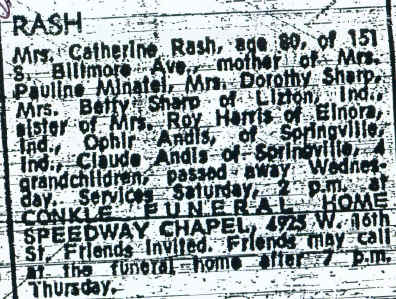 RASH
Mrs. Catherine Rash, age 80, of 151
S. Biltmore Ave., mother of Mrs.
Pauline Minatel, Mrs. Dorothy Sharp,
Mrs. Betty Sharp of Lizton, Ind.,
sister of Mrs. Roy Harris of Elnora,
Ind., Ophir Andis, of Springville,
Ind., Claude Andis of Springville, 4
grandchildren, passed away Wednes-
day. Services Saturday, 2 p.m. at
CONKLE FUNERAL HOME
SPEEDWAY CHAPEL, 4925 W. 16th
St. Friends invited. Friends may call
at the funeral home after 7 p.m.
Thursday.